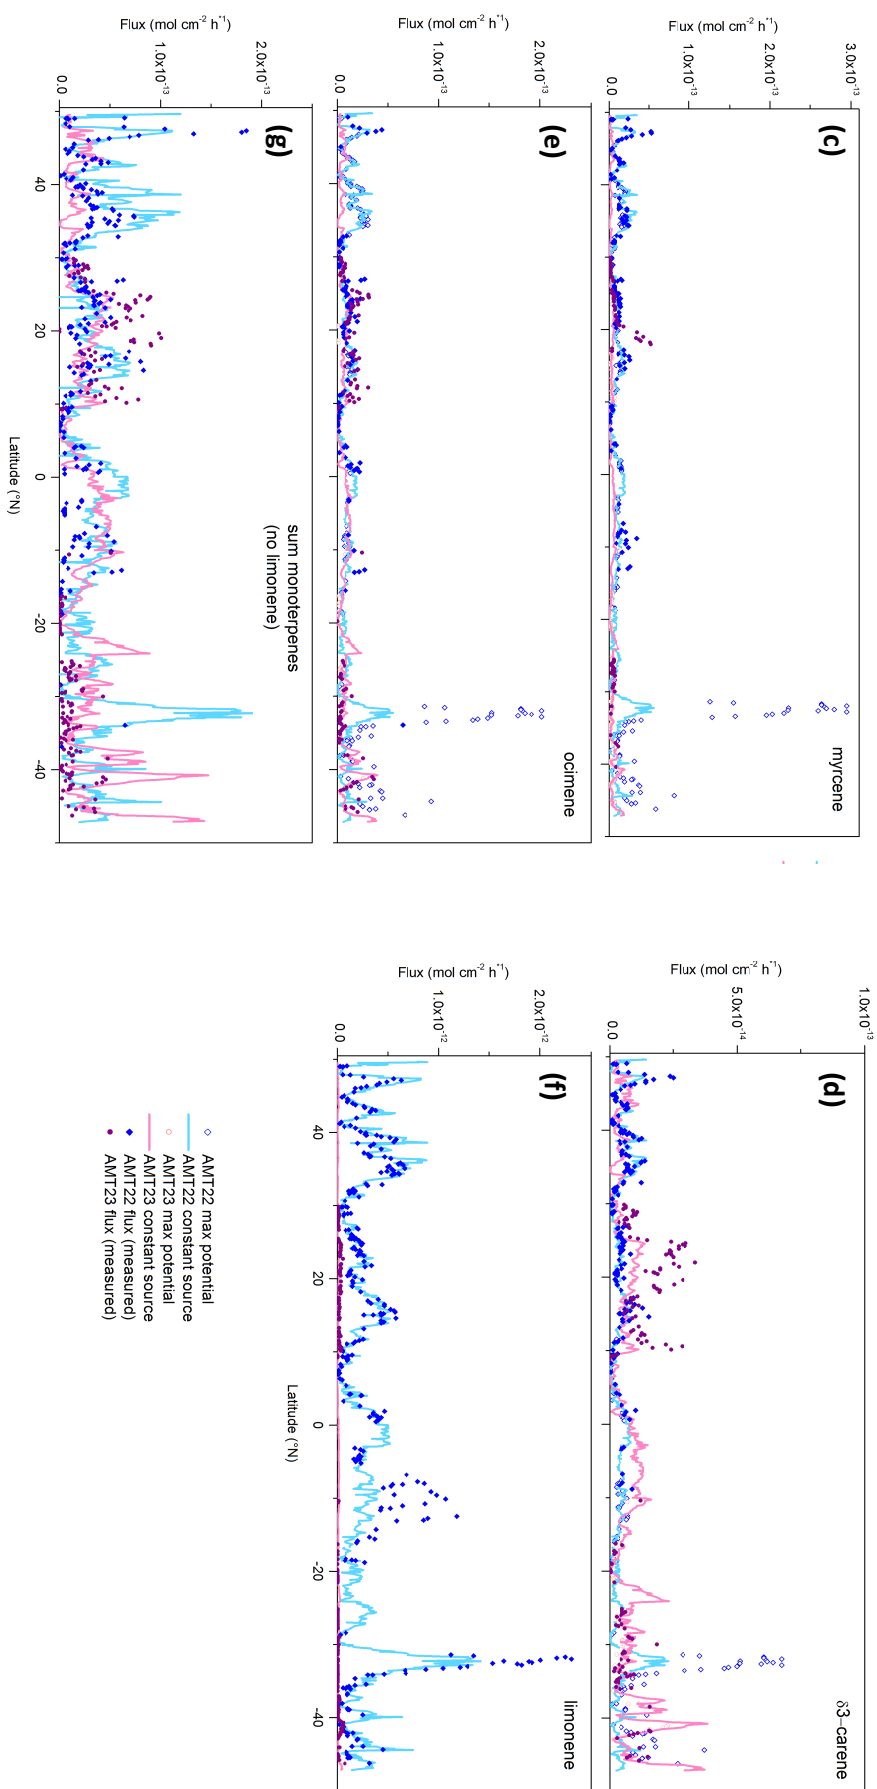 (c)
myrcene
Flux (mol cm-2 h-1)
3.0x10-13
2.0x10-13
1.0x10-13
0.0
(d)
δ3–carene
Flux (mol cm-2 h-1)
1.0x10-13
5.0x10-14
0.0
(e)
ocimene
Flux (mol cm-2 h-1)
2.0x10-13
1.0x10-13
0.0
(f)
limonene
Flux (mol cm-2 h-1)
2.0x10-12
1.0x10-12
0.0
40
20
0
-20
-40
Latitude (°N)
(g)
sum monoterpenes
(no limonene)
Flux (mol cm-2 h-1)
2.0x10-13
1.0x10-13
0.0
40
20
0
-20
-40
Latitude (°N)
AMT22 max potential
AMT22 constant source
AMT23 max potential
AMT23 constant source
AMT22 flux (measured)
AMT23 flux (measured)